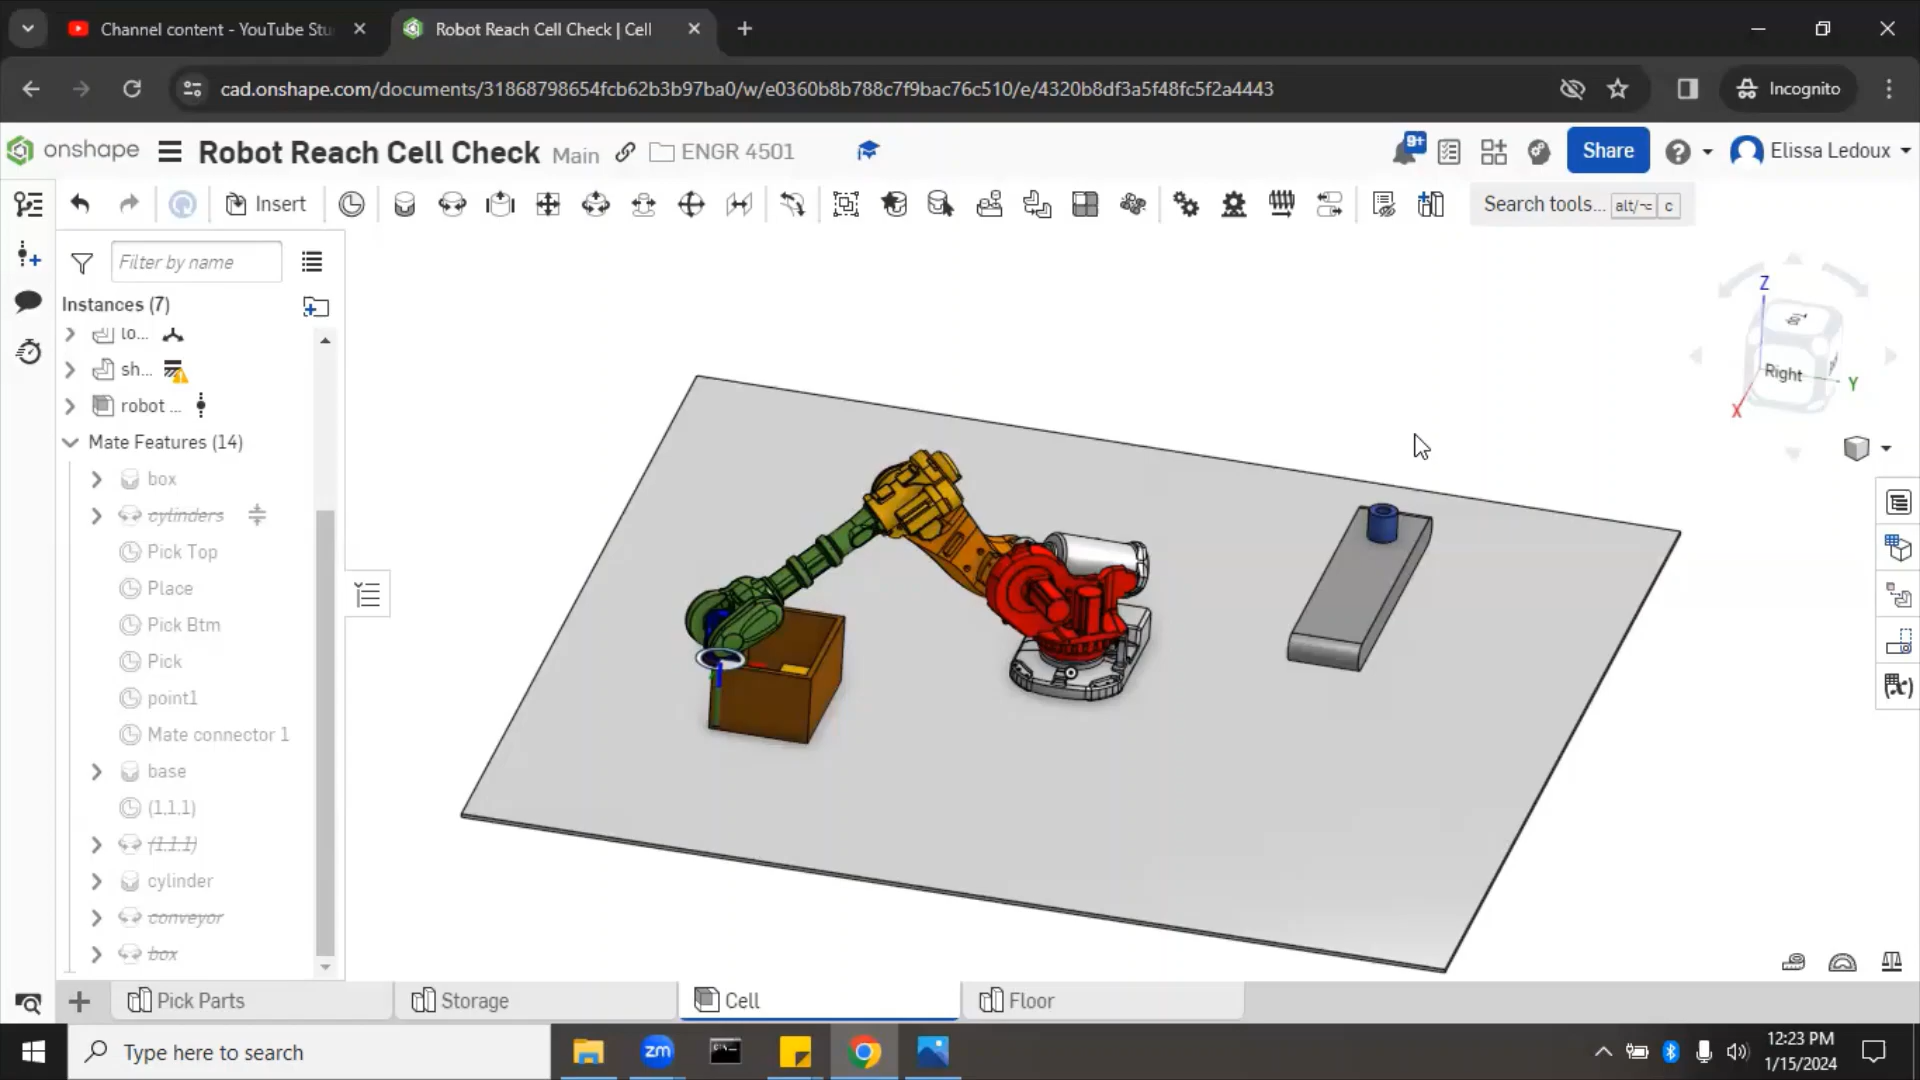 Channel content - YouTube Stu
Robot Reach Cell Check | Cell
cad.onshape.com/documents/31868798654fcb62b3b97ba0/w/e0360b8b788c7f9bac76c510/e/4320b8df3a5f48fc5f2a4443
Incognito
onshape
Robot Reach Cell Check
Main
ENGR 4501
9+
Share
Elissa Ledoux
Insert
Search tools...
alt/⌥
c
Filter by name
Instances (7)
lo...
sh...
robot ...
Mate Features (14)
box
cylinders
Pick Top
Place
Pick Btm
Pick
point1
Mate connector 1
base
(1,1,1)
(1.1.1)
cylinder
conveyor
box
Z
Right
Y
X
Pick Parts
Storage
Cell
Floor
Type here to search
zm
12:23 PM
1/15/2024